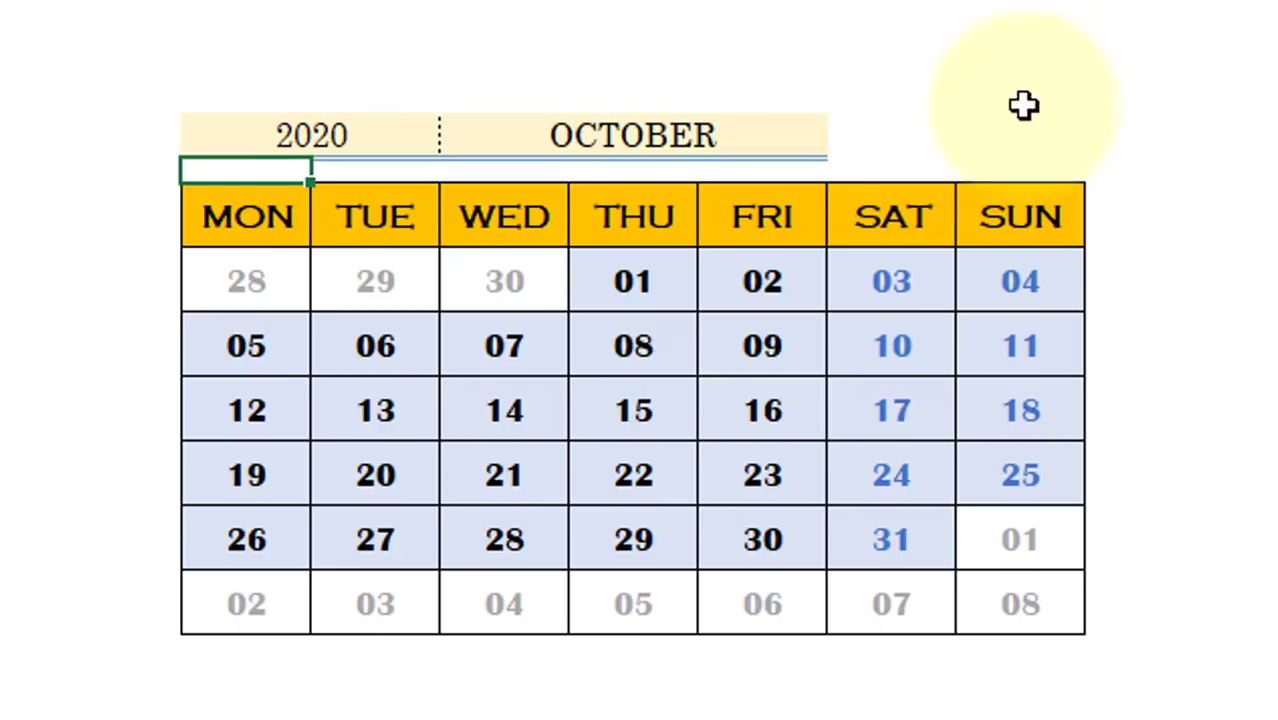 2020 OCTOBER
MON TUE WED THU FRI SAT SUN
28 29 30 01 02 03 04
05 06 07 08 09 10 11
12 13 14 15 16 17 18
19 20 21 22 23 24 25
26 27 28 29 30 31 01
02 03 04 05 06 07 08